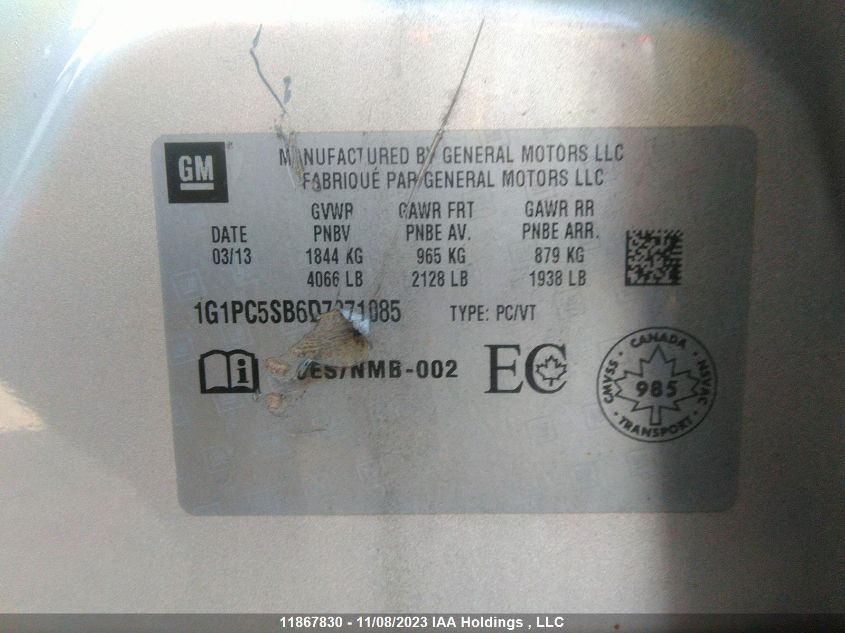 GM
MANUFACTURED BY GENERAL MOTORS LLC
FABRIQUÉ PAR GENERAL MOTORS LLC
GVWR GAWR FRT GAWR RR
DATE PNBV PNBE AV. PNBE ARR.
03/13 1844 KG 965 KG 879 KG
4066 LB 2128 LB 1938 LB
TYPE: PC/VT
EC
CANADA
CMVSS 985 NSVAC
TRANSPORT
11867830 - 11/08/2023 IAA Holdings , LLC